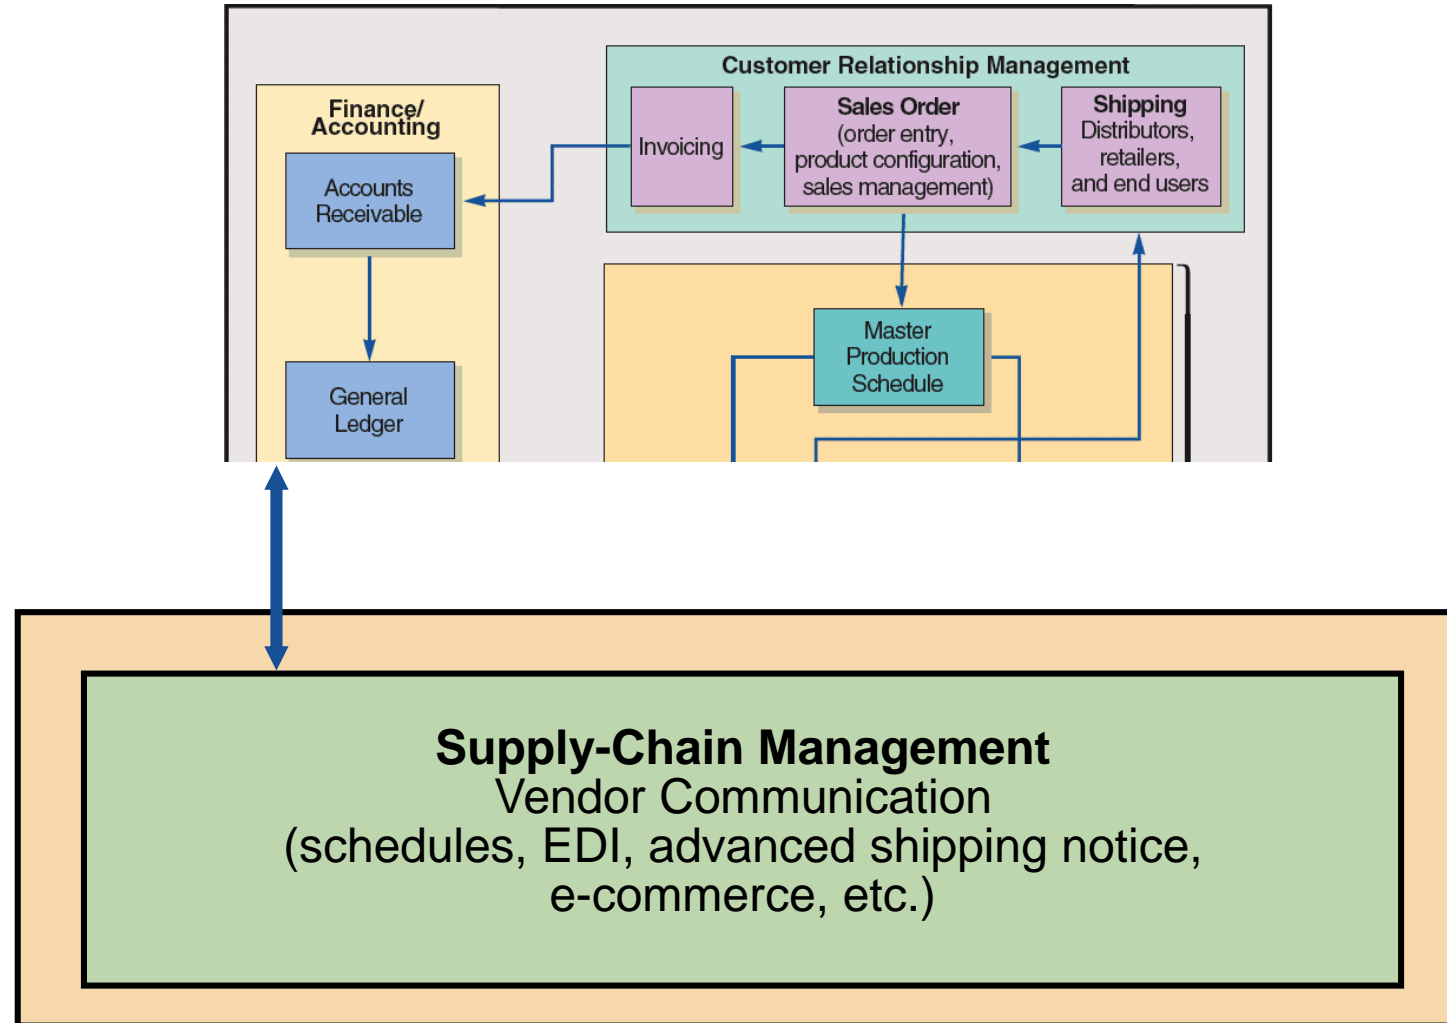 Customer Relationship Management
Finance/
Accounting
Accounts
Receivable
General
Ledger
Invoicing
Sales Order
(order entry,
product configuration,
sales management)
Shipping
Distributors,
retailers,
and end users
Master
Production
Schedule
Supply-Chain Management
Vendor Communication
(schedules, EDI, advanced shipping notice,
e-commerce, etc.)